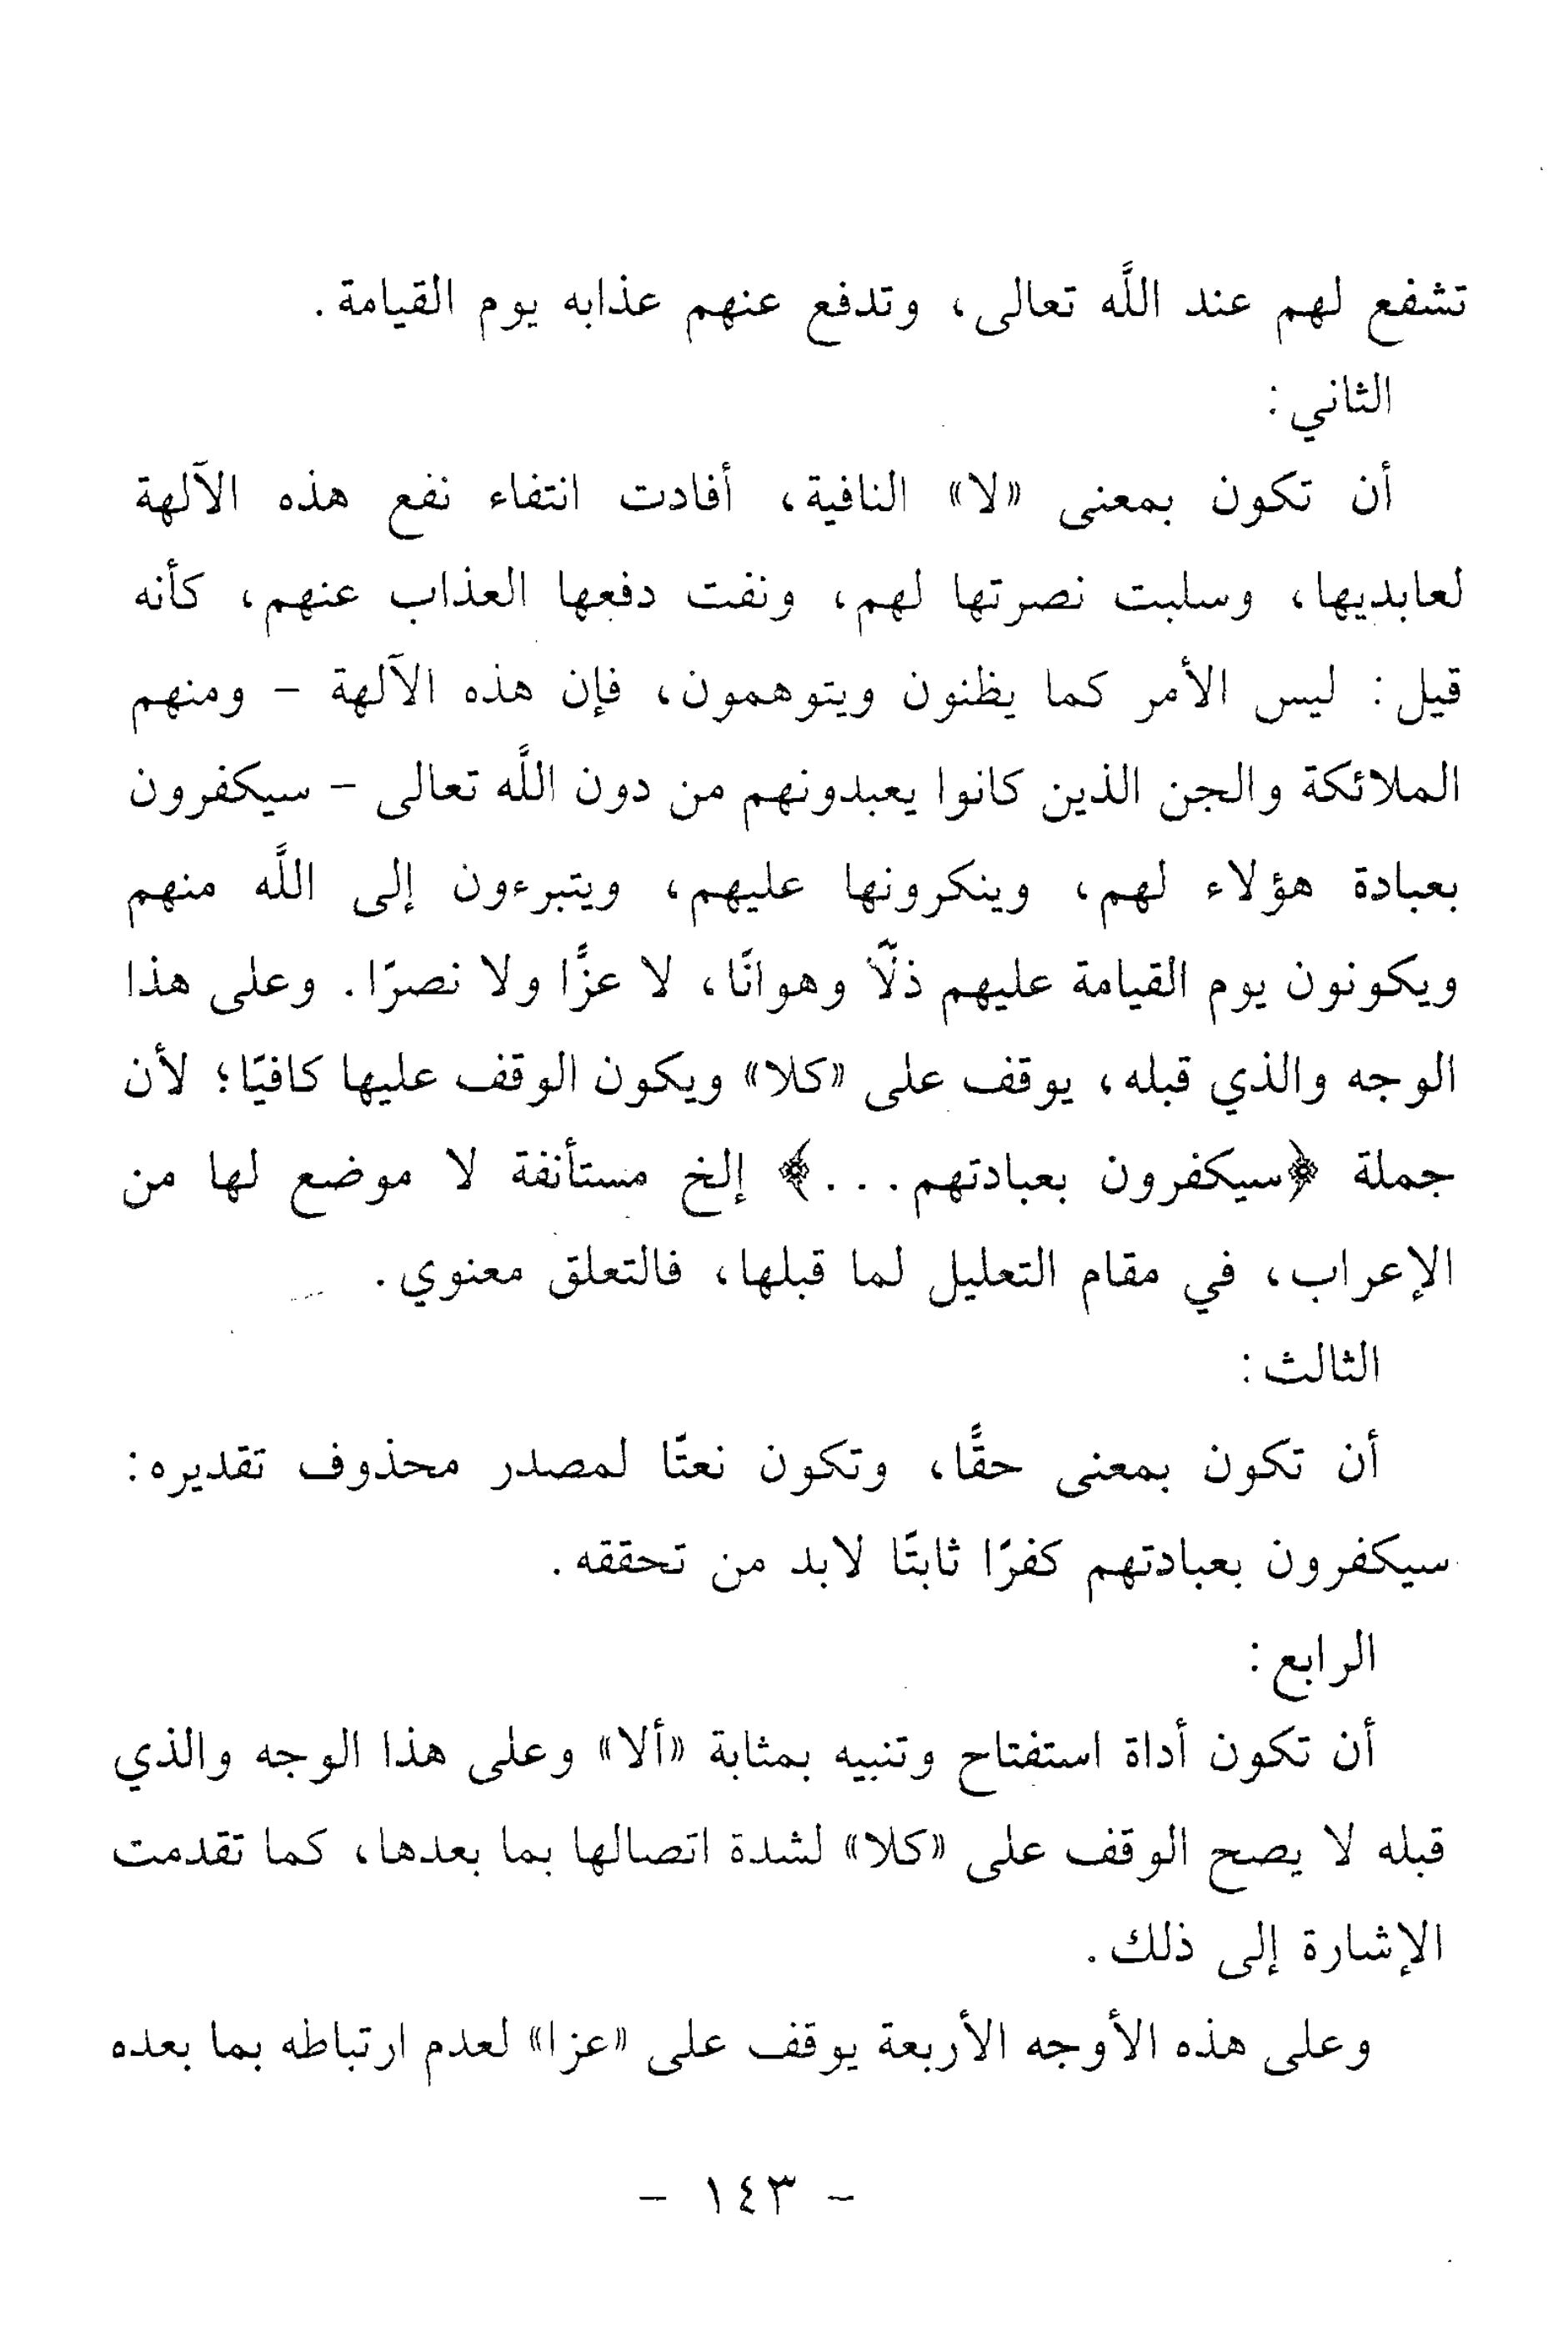 تشفع لهم عند اللَّه تعالى، وتدفع عنهم عذابه يوم القيامة.
الثاني:
أن تكون بمعنى «لا» النافية، أفادت انتفاء نفع هذه الآلهة
لعابديها، وسلبت نصرتها لهم، ونفت دفعها العذاب عنهم، كأنه
قيل: ليس الأمر كما يظنون ويتوهمون، فإن هذه الآلهة - ومنهم
الملائكة والجن الذين كانوا يعبدونهم من دون اللَّه تعالى - سيكفرون
بعبادة هؤلاء لهم، وينكرونها عليهم، ويتبرءون إلى اللَّه منهم
ويكونون يوم القيامة عليهم ذلًّا وهوانًا، لا عزًّا ولا نصرًا. وعلى هذا
الوجه والذي قبله، يوقف على «كلا» ويكون الوقف عليها كافيًا؛ لأن
جملة ﴿سيكفرون بعبادتهم...﴾ إلخ مستأنفة لا موضع لها من
الإعراب، في مقام التعليل لما قبلها، فالتعلق معنوي.
الثالث:
أن تكون بمعنى حقًّا، وتكون نعتًا لمصدر محذوف تقديره:
سيكفرون بعبادتهم كفرًا ثابتًا لابد من تحققه.
الرابع:
أن تكون أداة استفتاح وتنبيه بمثابة «ألا» وعلى هذا الوجه والذي
قبله لا يصح الوقف على «كلا» لشدة اتصالها بما بعدها، كما تقدمت
الإشارة إلى ذلك.
وعلى هذه الأوجه الأربعة يوقف على «عزا» لعدم ارتباطه بما بعده
- ١٤٣ -